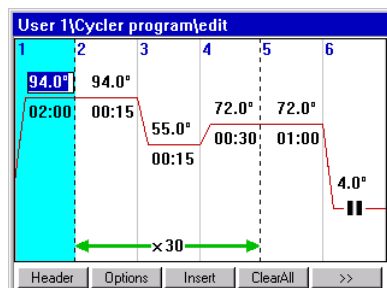 User 1\Cycler program\edit
1 2 3 4 5 6
94.0° 94.0° 72.0° 72.0°
02:00 00:15 55.0° 00:30 01:00
00:15
4.0°
×30
Header Options Insert ClearAll >>